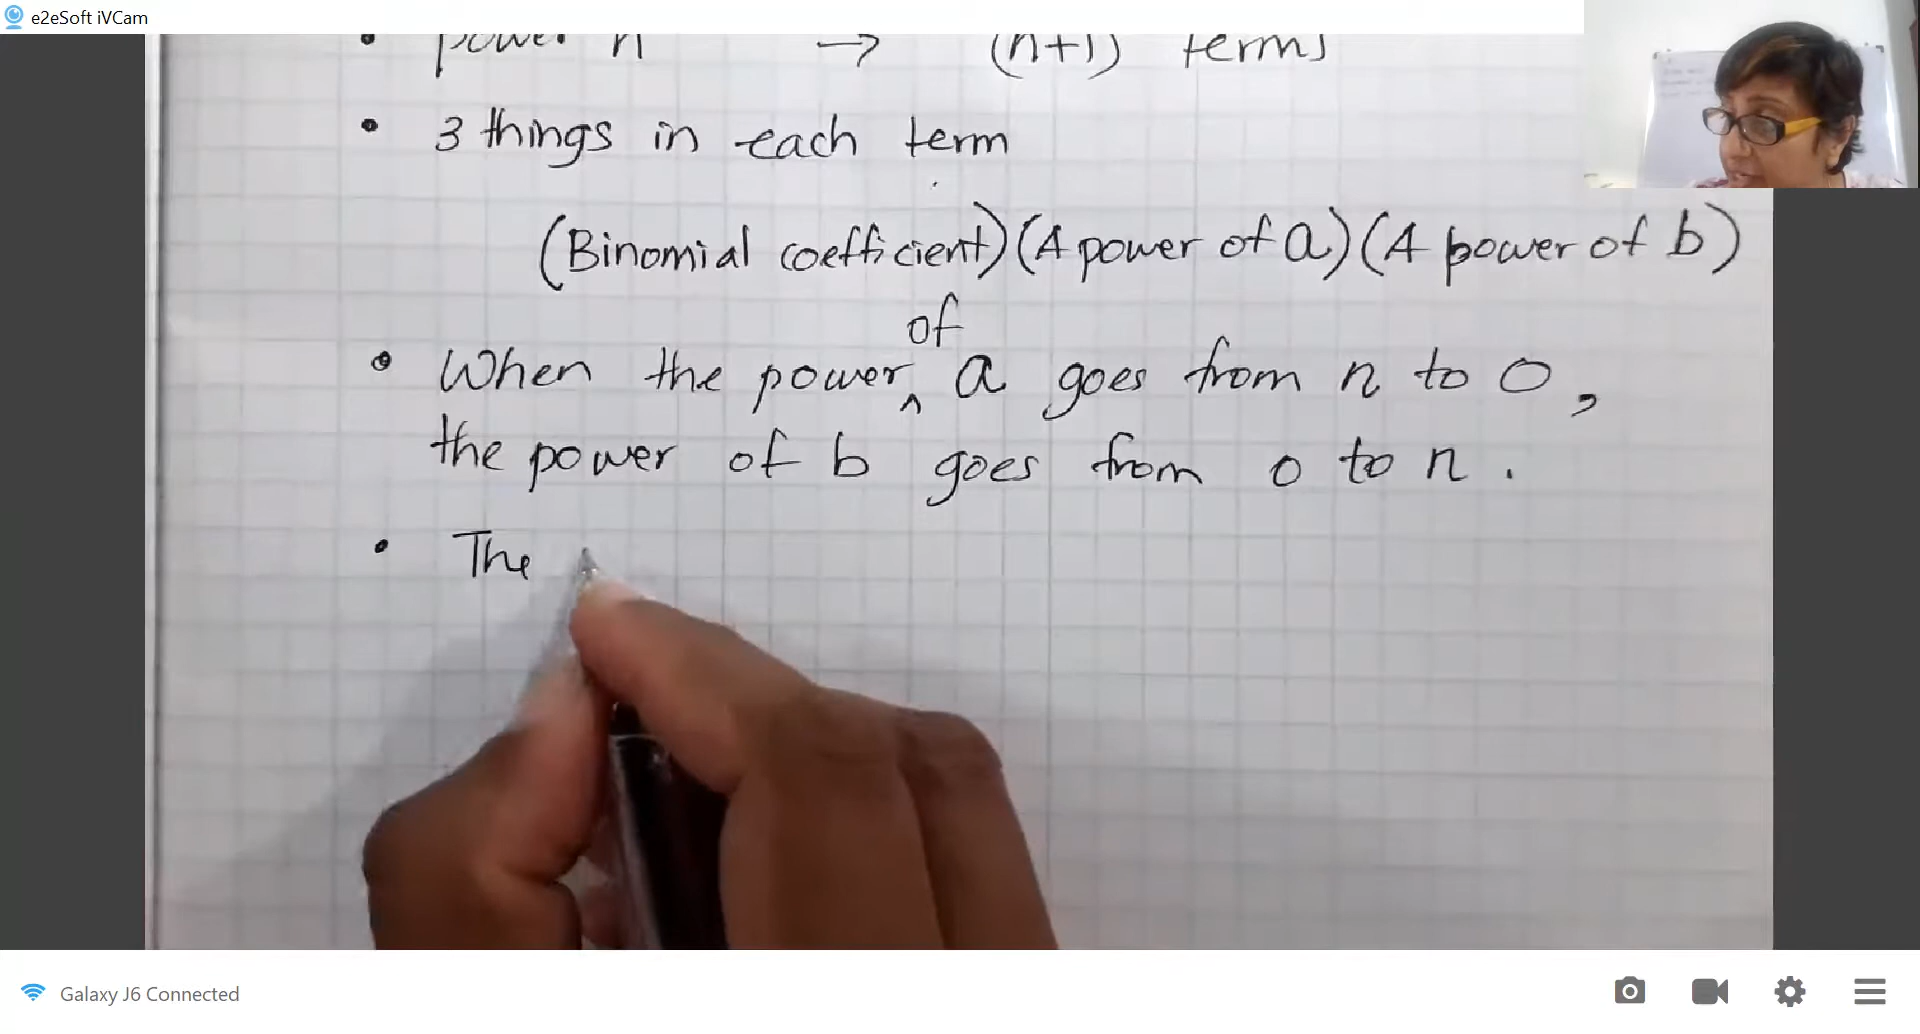 e2eSoft iVCam
• power n → (n+1) terms
• 3 things in each term
(Binomial coefficient)(A power of a)(A power of b)
of
• When the power ^ a goes from n to 0,
the power of b goes from 0 to n.
• The
Galaxy J6 Connected